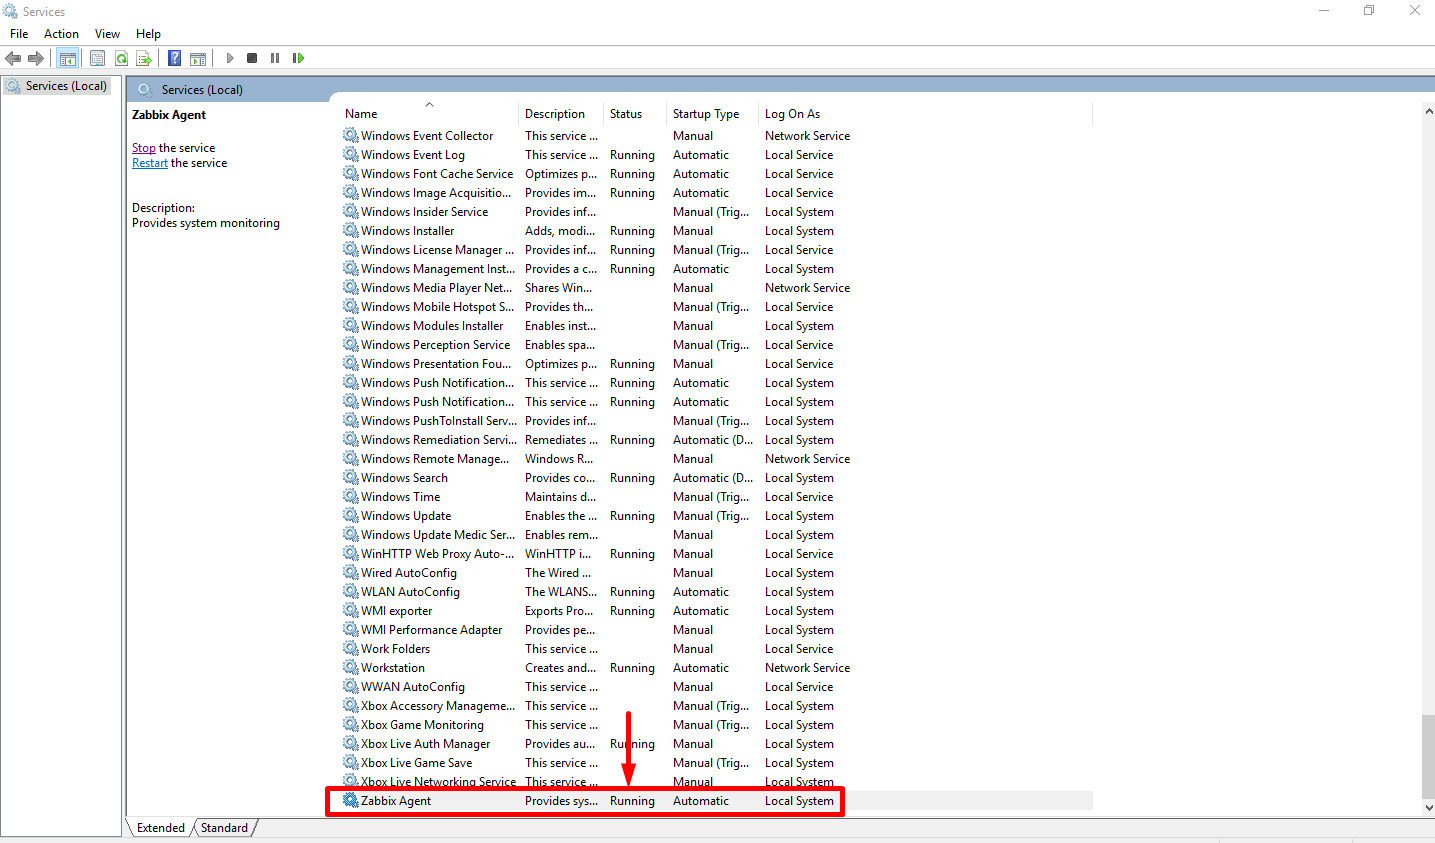 Services
File Action View Help
Services (Local)
Services (Local)
Zabbix Agent
Stop the service
Restart the service
Description:
Provides system monitoring
Name Description Status Startup Type Log On As
Windows Event Collector This service ... Manual Network Service
Windows Event Log This service ... Running Automatic Local Service
Windows Font Cache Service Optimizes p... Running Automatic Local Service
Windows Image Acquisitio... Provides im... Running Automatic Local Service
Windows Insider Service Provides inf... Manual (Trig... Local System
Windows Installer Adds, modi... Running Manual Local System
Windows License Manager ... Provides inf... Running Manual (Trig... Local Service
Windows Management Inst... Provides a c... Running Automatic Local System
Windows Media Player Net... Shares Win... Manual Network Service
Windows Mobile Hotspot S... Provides th... Manual (Trig... Local Service
Windows Modules Installer Enables inst... Manual Local System
Windows Perception Service Enables spa... Manual (Trig... Local Service
Windows Presentation Fou... Optimizes p... Running Manual Local Service
Windows Push Notification... This service ... Running Automatic Local System
Windows Push Notification... This service ... Running Automatic Local System
Windows PushToInstall Serv... Provides inf... Manual (Trig... Local System
Windows Remediation Servi... Remediates ... Running Automatic (D... Local System
Windows Remote Manage... Windows R... Manual Network Service
Windows Search Provides co... Running Automatic (D... Local System
Windows Time Maintains d... Manual (Trig... Local Service
Windows Update Enables the ... Running Manual (Trig... Local System
Windows Update Medic Ser... Enables rem... Manual Local System
WinHTTP Web Proxy Auto-... WinHTTP i... Running Manual Local Service
Wired AutoConfig The Wired ... Manual Local System
WLAN AutoConfig The WLANS... Running Automatic Local System
WMI exporter Exports Pro... Running Automatic Local System
WMI Performance Adapter Provides pe... Manual Local System
Work Folders This service ... Manual Local Service
Workstation Creates and... Running Automatic Network Service
WWAN AutoConfig This service ... Manual Local Service
Xbox Accessory Manageme... This service ... Manual (Trig... Local System
Xbox Game Monitoring This service ... Manual (Trig... Local System
Xbox Live Auth Manager Provides au... Running Manual Local System
Xbox Live Game Save This service ... Manual (Trig... Local System
Xbox Live Networking Service This service ... Manual Local System
Zabbix Agent Provides sys... Running Automatic Local System
Extended Standard